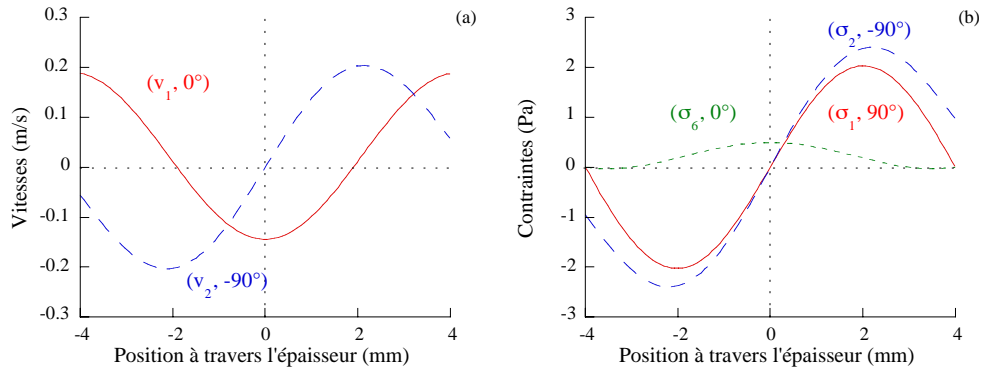 (a)
0.3
0.2
0.1
0
-0.1
-0.2
0.3
Vitesses (m/s)
(v1, 0°)
(v2, -90°)
-4
-2
0
2
4
Position à travers l'épaisseur (mm)
(b)
3
2
1
0
-1
-2
-3
Contraintes (Pa)
(σ2, -90°)
(σ6, 0°)
(σ1, 90°)
-4
-2
0
2
4
Position à travers l'épaisseur (mm)